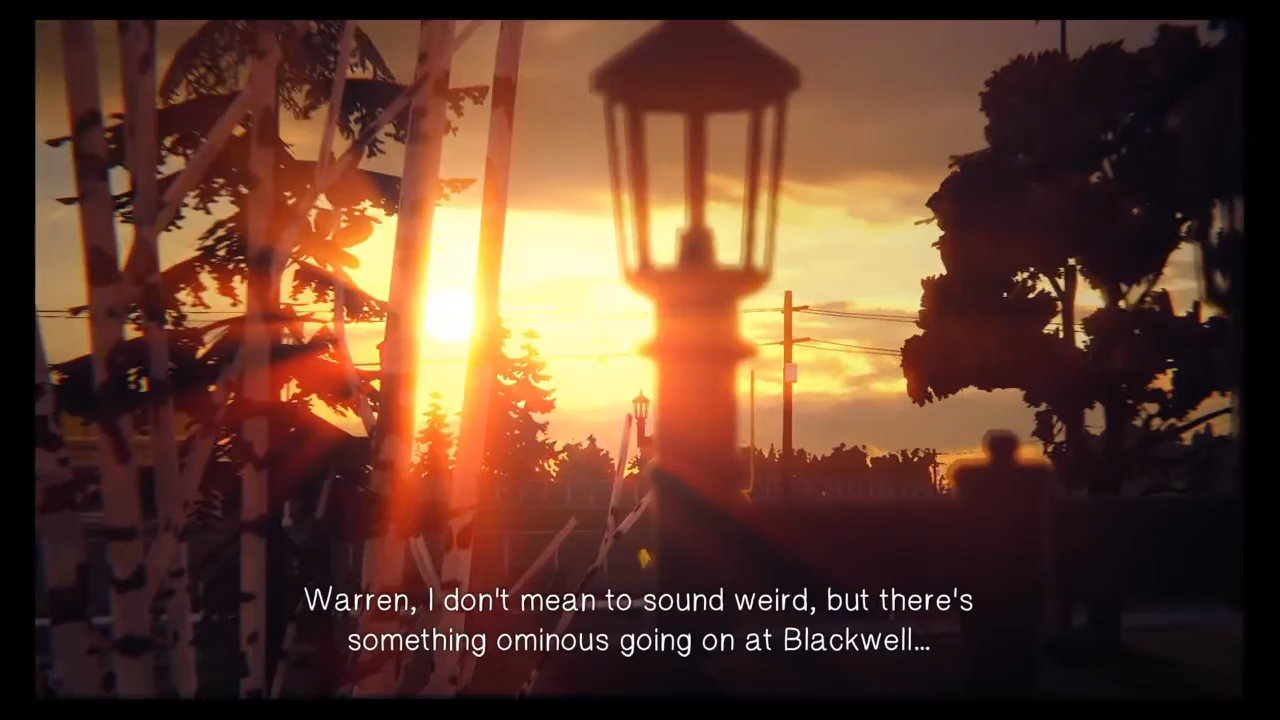 Warren, I don't mean to sound weird, but there's
something ominous going on at Blackwell...